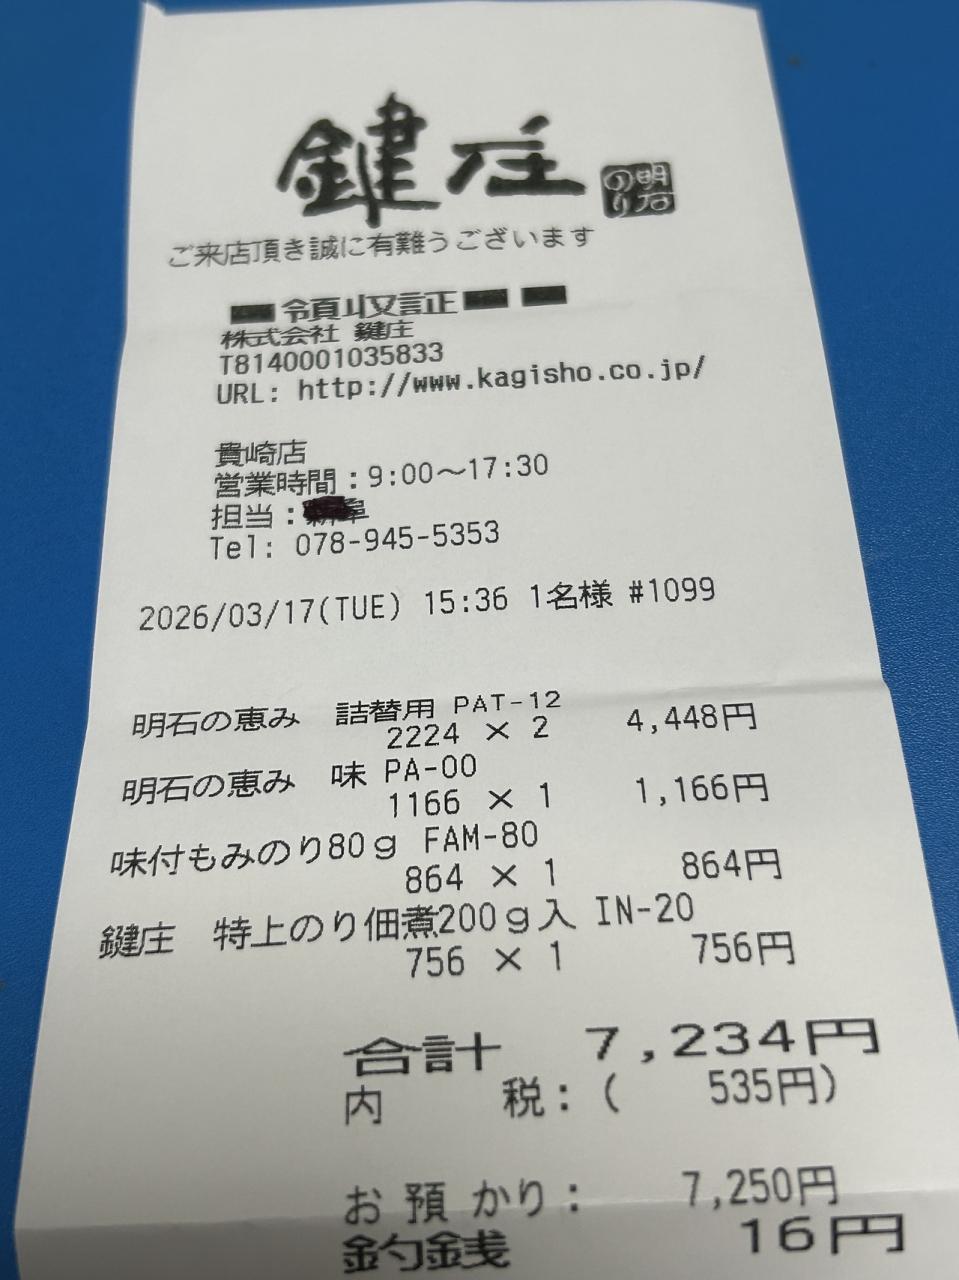 鍵庄
明石のり
ご来店頂き誠に有難うございます
領収証
株式会社 鍵庄
T8140001035833
URL: http://www.kagisho.co.jp/
貴崎店
営業時間：9:00～17:30
担当：
Tel: 078-945-5353
2026/03/17(TUE) 15:36 1名様 #1099
明石の恵み 詰替用 PAT-12
2224 × 2 4,448円
明石の恵み 味 PA-00
1166 × 1 1,166円
味付もみのり80ｇ FAM-80
864 × 1 864円
鍵庄 特上のり佃煮200ｇ入 IN-20
756 × 1 756円
合計 7,234円
内 税：( 535円)
お預かり： 7,250円
釣銭 16円